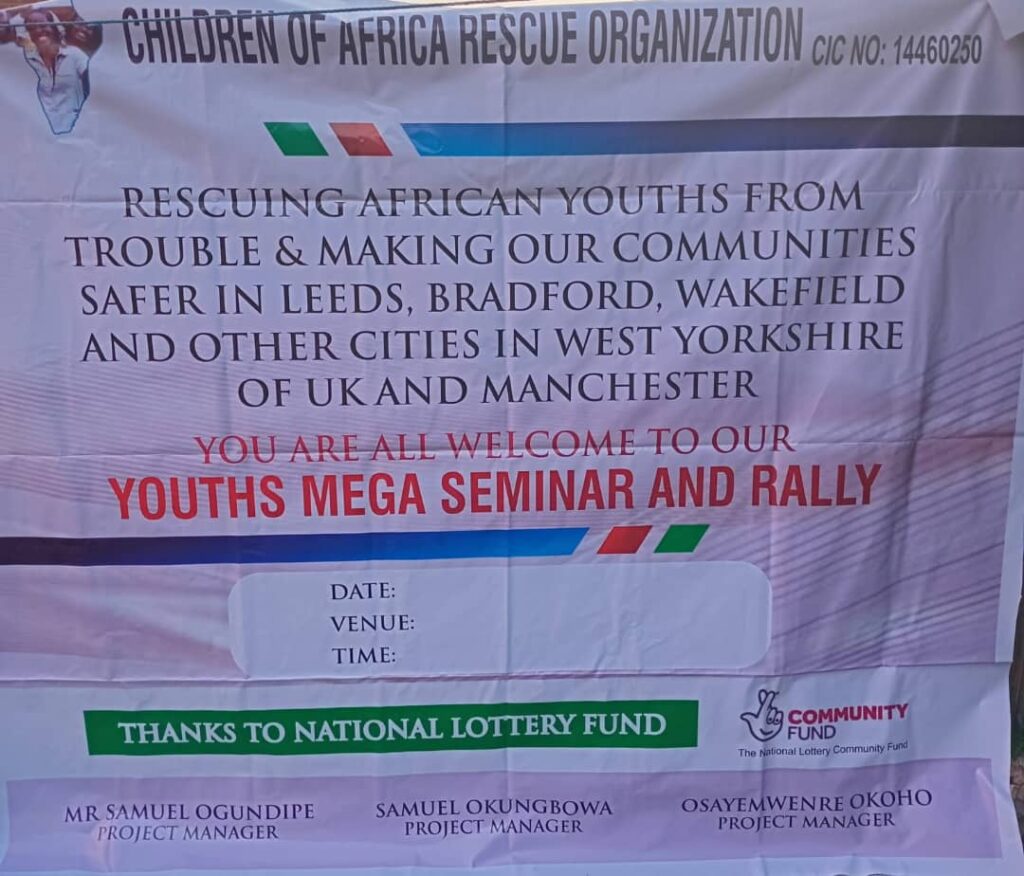 CHILDREN OF AFRICA RESCUE ORGANIZATION CIC NO: 14460250
RESCUING AFRICAN YOUTHS FROM
TROUBLE & MAKING OUR COMMUNITIES
SAFER IN LEEDS, BRADFORD, WAKEFIELD
AND OTHER CITIES IN WEST YORKSHIRE
OF UK AND MANCHESTER
YOU ARE ALL WELCOME TO OUR
YOUTHS MEGA SEMINAR AND RALLY
DATE:
VENUE:
TIME:
THANKS TO NATIONAL LOTTERY FUND
COMMUNITY
FUND
The National Lottery Community Fund
MR SAMUEL OGUNDIPE
PROJECT MANAGER
SAMUEL OKUNGBOWA
PROJECT MANAGER
OSAYEMWENRE OKOHO
PROJECT MANAGER